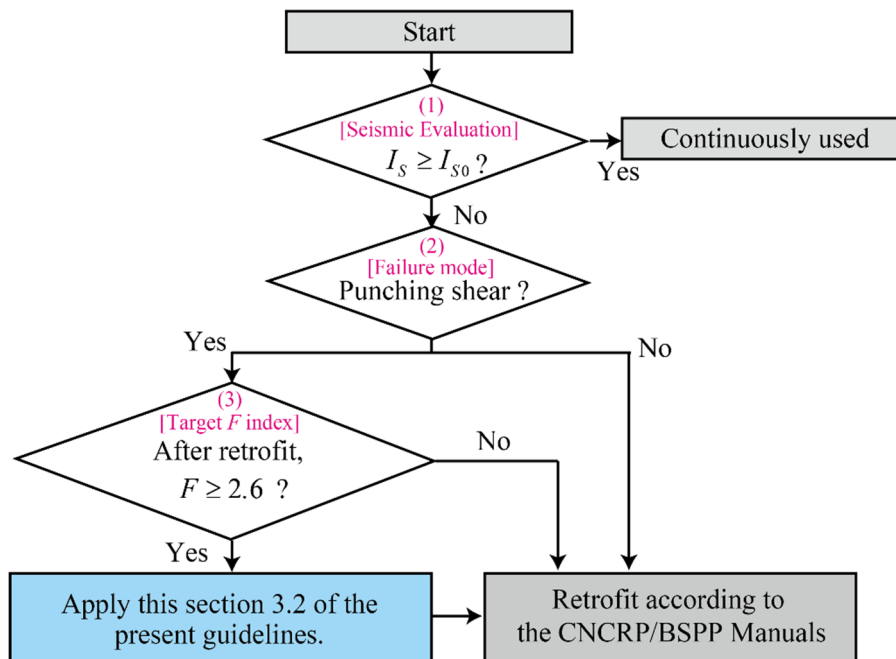 Start
(1)
[Seismic Evaluation]
I_S ≥ I_{S0} ?
Continuously used
Yes
No
(2)
[Failure mode]
Punching shear ?
Yes
No
(3)
[Target F index]
After retrofit,
F ≥ 2.6 ?
No
Yes
Apply this section 3.2 of the
present guidelines.
Retrofit according to
the CNCRP/BSPP Manuals